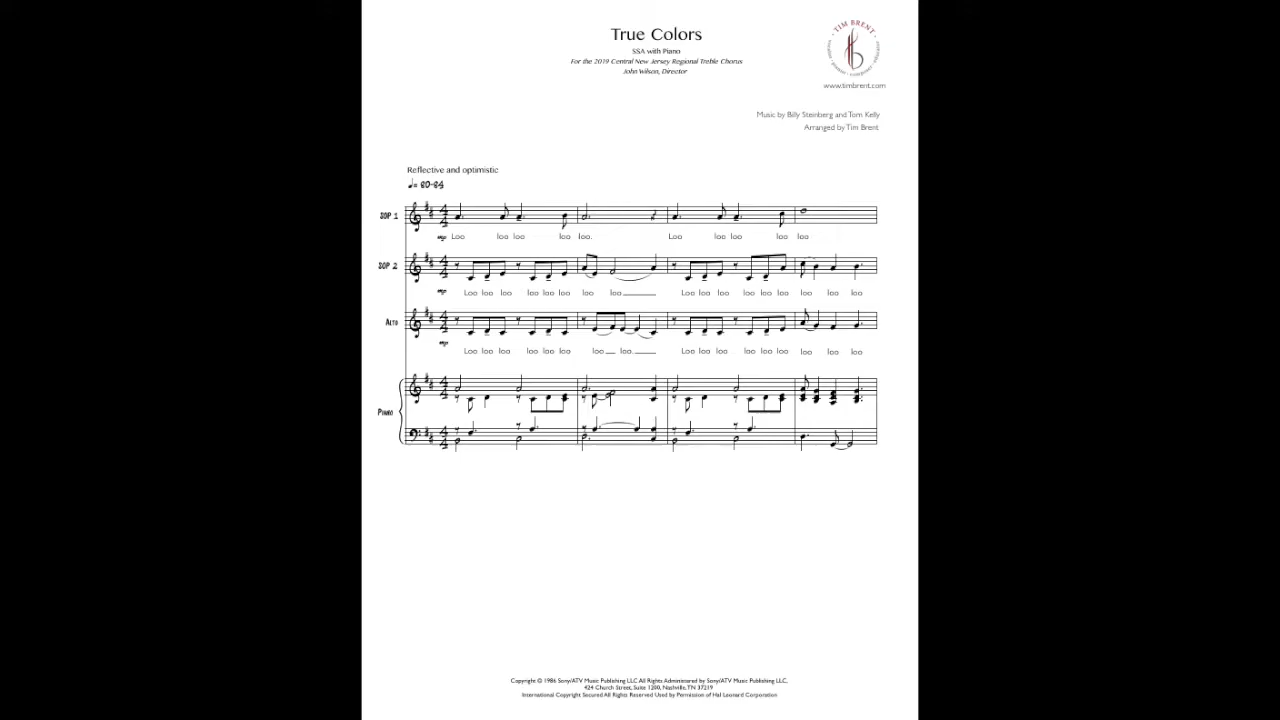 True Colors
SSA with Piano
For the 2019 Central New Jersey Regional Treble Chorus
John Wilson, Director
TIM BRENT
www.timbrent.com
Music by Billy Steinberg and Tom Kelly
Arranged by Tim Brent
Reflective and optimistic
♩= 80-84
SOP 1
mp Loo loo loo loo loo. Loo loo loo loo loo
SOP 2
mp Loo loo loo loo loo loo loo loo Loo loo loo loo loo loo loo loo loo
ALTO
mp Loo loo loo loo loo loo loo loo. Loo loo loo loo loo loo loo loo loo
PIANO
Copyright © 1986 Sony/ATV Music Publishing LLC All Rights Administered by Sony/ATV Music Publishing LLC,
424 Church Street, Suite 1200, Nashville, TN 37219
International Copyright Secured All Rights Reserved Used by Permission of Hal Leonard Corporation